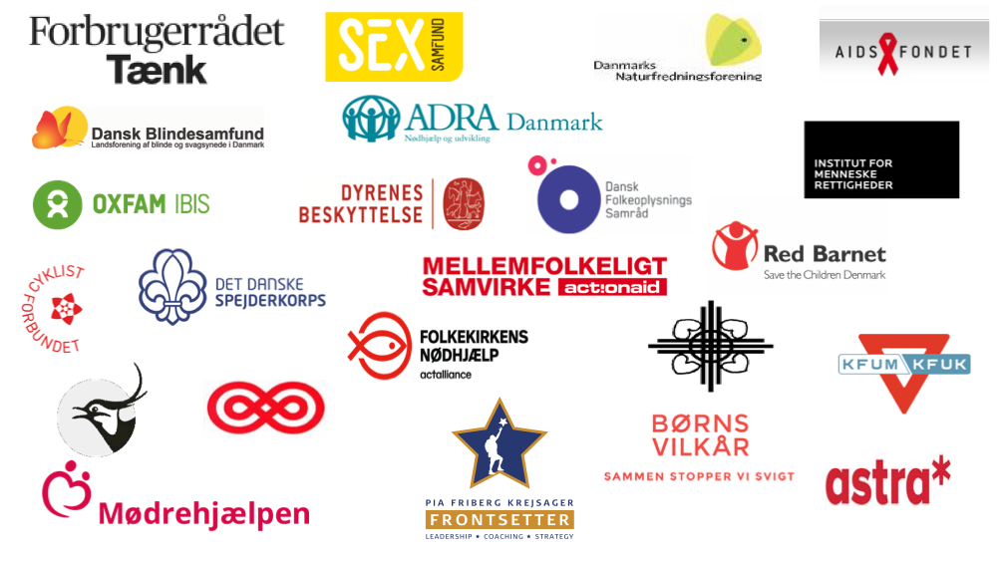 Forbrugerrådet
Tænk
SEX
SAMFUND
Danmarks
Naturfredningsforening
AIDS FONDET
Dansk Blindesamfund
Landsforening af blinde og svagsynede i Danmark
ADRA Danmark
Nødhjælp og udvikling
INSTITUT FOR
MENNESKE
RETTIGHEDER
OXFAM IBIS
DYRENES
BESKYTTELSE
Dansk
Folkeoplysnings
Samråd
Red Barnet
Save the Children Denmark
CYKLIST
FORBUNDET
DET DANSKE
SPEJDERKORPS
MELLEMFOLKELIGT
SAMVIRKE act:onaid
FOLKEKIRKENS
NØDHJÆLP
actalliance
KFUM KFUK
BØRNS
VILKÅR
SAMMEN STOPPER VI SVIGT
astra*
Mødrehjælpen
PIA FRIBERG KREJSAGER
FRONTSETTER
LEADERSHIP ★ COACHING ★ STRATEGY